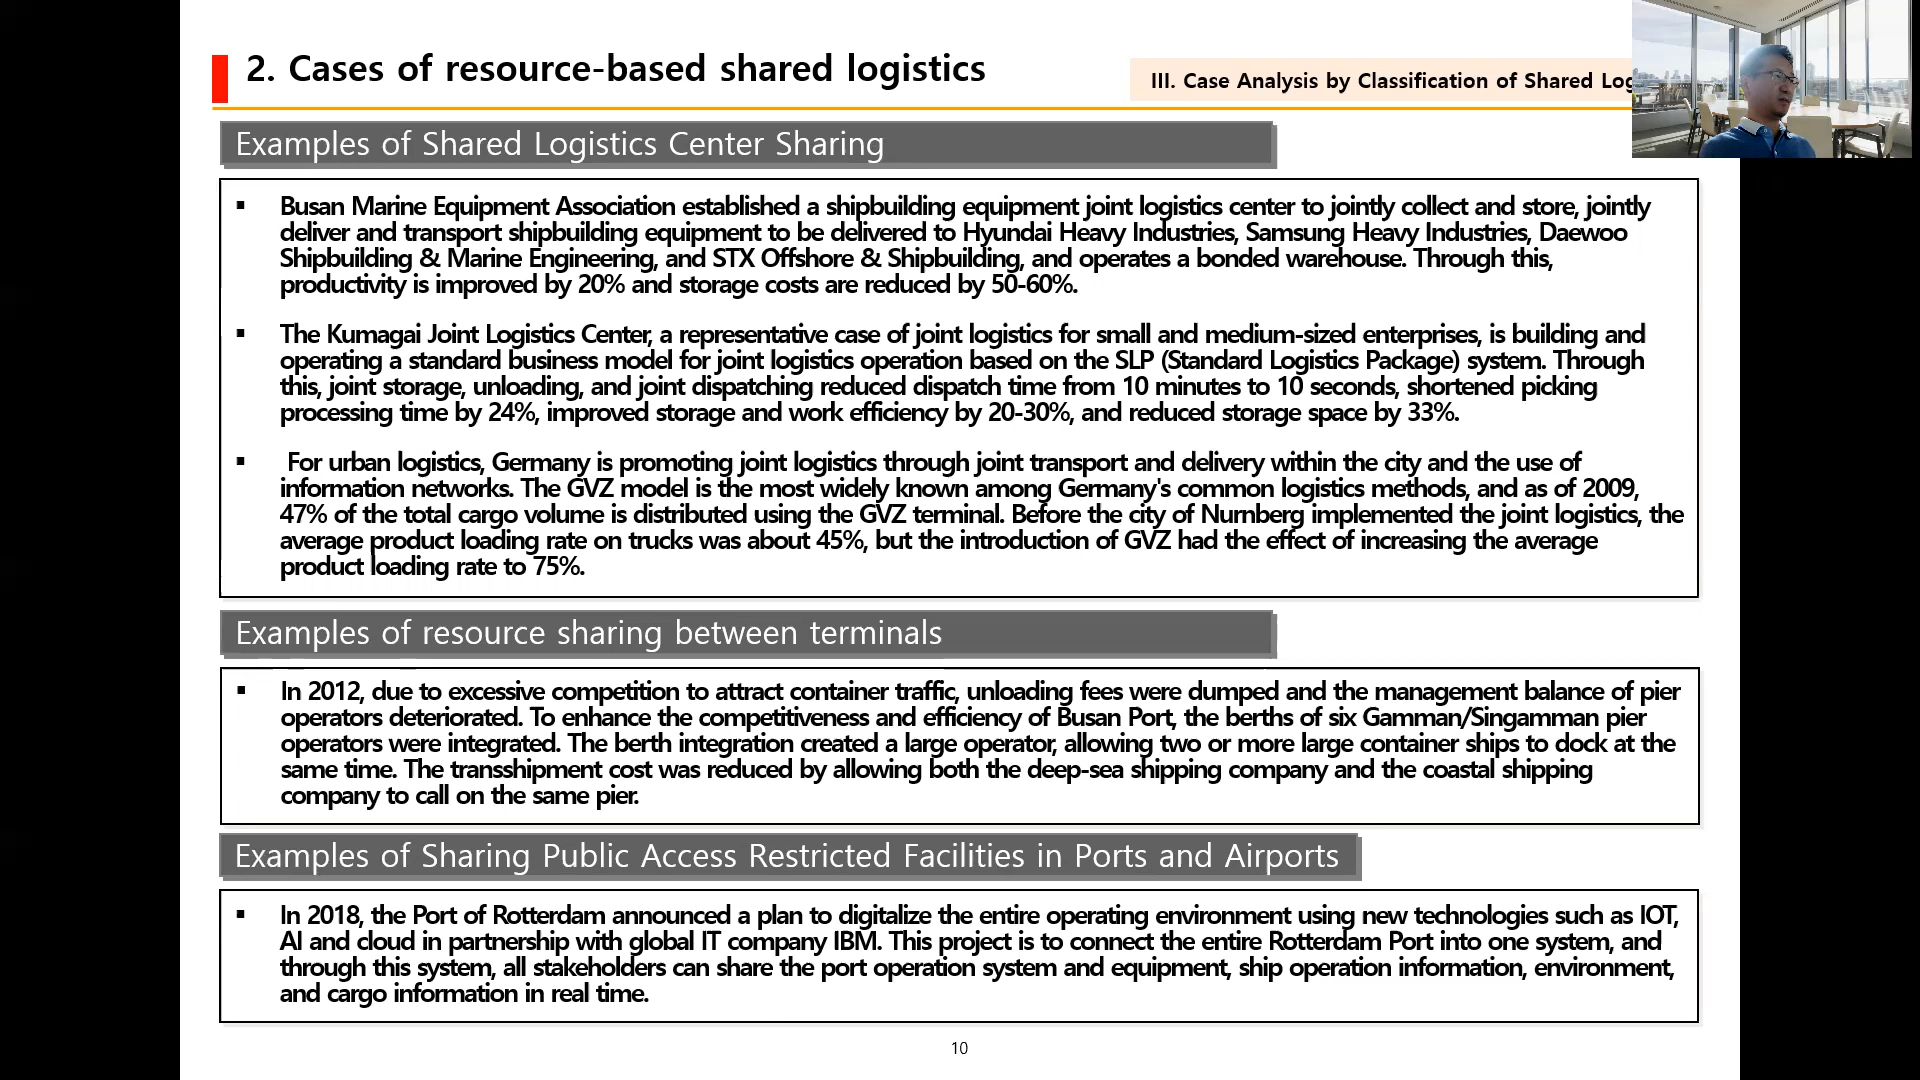 2. Cases of resource-based shared logistics
III. Case Analysis by Classification of Shared
Examples of Shared Logistics Center Sharing
▪ Busan Marine Equipment Association established a shipbuilding equipment joint logistics center to jointly collect and store, jointly
deliver and transport shipbuilding equipment to be delivered to Hyundai Heavy Industries, Samsung Heavy Industries, Daewoo
Shipbuilding & Marine Engineering, and STX Offshore & Shipbuilding, and operates a bonded warehouse. Through this,
productivity is improved by 20% and storage costs are reduced by 50-60%.
▪ The Kumagai Joint Logistics Center, a representative case of joint logistics for small and medium-sized enterprises, is building and
operating a standard business model for joint logistics operation based on the SLP (Standard Logistics Package) system. Through
this, joint storage, unloading, and joint dispatching reduced dispatch time from 10 minutes to 10 seconds, shortened picking
processing time by 24%, improved storage and work efficiency by 20-30%, and reduced storage space by 33%.
▪ For urban logistics, Germany is promoting joint logistics through joint transport and delivery within the city and the use of
information networks. The GVZ model is the most widely known among Germany's common logistics methods, and as of 2009,
47% of the total cargo volume is distributed using the GVZ terminal. Before the city of Nurnberg implemented the joint logistics, the
average product loading rate on trucks was about 45%, but the introduction of GVZ had the effect of increasing the average
product loading rate to 75%.
Examples of resource sharing between terminals
▪ In 2012, due to excessive competition to attract container traffic, unloading fees were dumped and the management balance of pier
operators deteriorated. To enhance the competitiveness and efficiency of Busan Port, the berths of six Gamman/Singamman pier
operators were integrated. The berth integration created a large operator, allowing two or more large container ships to dock at the
same time. The transshipment cost was reduced by allowing both the deep-sea shipping company and the coastal shipping
company to call on the same pier.
Examples of Sharing Public Access Restricted Facilities in Ports and Airports
▪ In 2018, the Port of Rotterdam announced a plan to digitalize the entire operating environment using new technologies such as IOT,
AI and cloud in partnership with global IT company IBM. This project is to connect the entire Rotterdam Port into one system, and
through this system, all stakeholders can share the port operation system and equipment, ship operation information, environment,
and cargo information in real time.
10